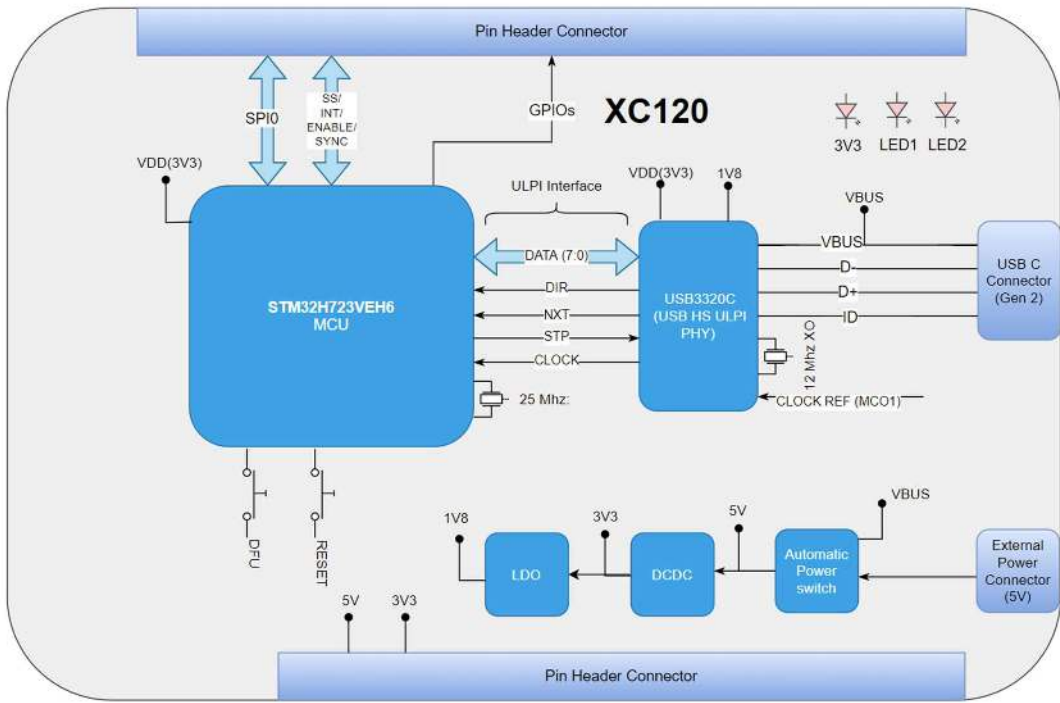 Pin Header Connector
SPI0
SS/
INT/
ENABLE/
SYNC
GPIOs
XC120
3V3
LED1
LED2
VDD(3V3)
ULPI Interface
VDD(3V3)
1V8
VBUS
STM32H723VEH6
MCU
DATA (7:0)
DIR
NXT
STP
CLOCK
25 Mhz:
USB3320C
(USB HS ULPI
PHY)
VBUS
D-
D+
ID
12 Mhz XO
CLOCK REF (MCO1)
USB C
Connector
(Gen 2)
DFU
RESET
1V8
LDO
3V3
DCDC
5V
Automatic
Power
switch
VBUS
External
Power
Connector
(5V)
5V
3V3
Pin Header Connector